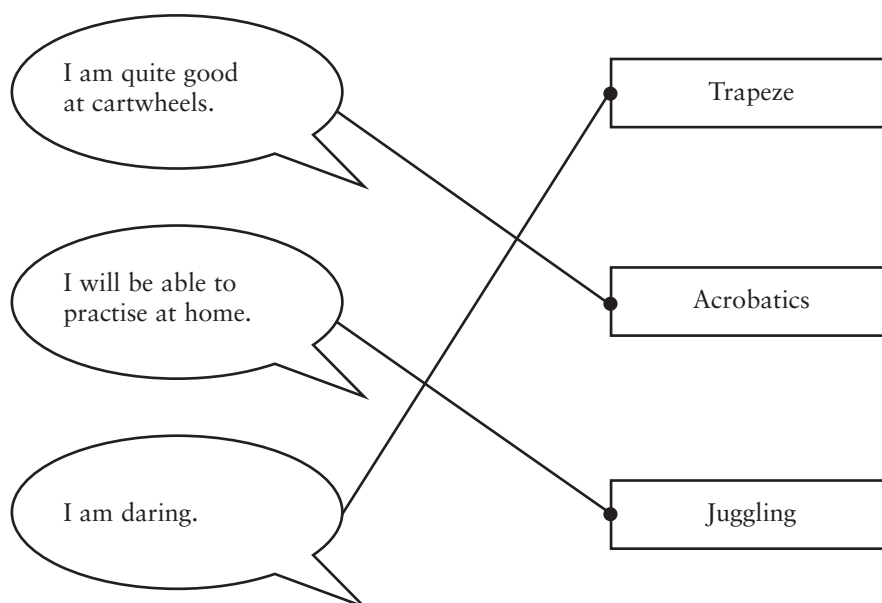 I am quite good
at cartwheels.
Trapeze
I will be able to
practise at home.
Acrobatics
I am daring.
Juggling